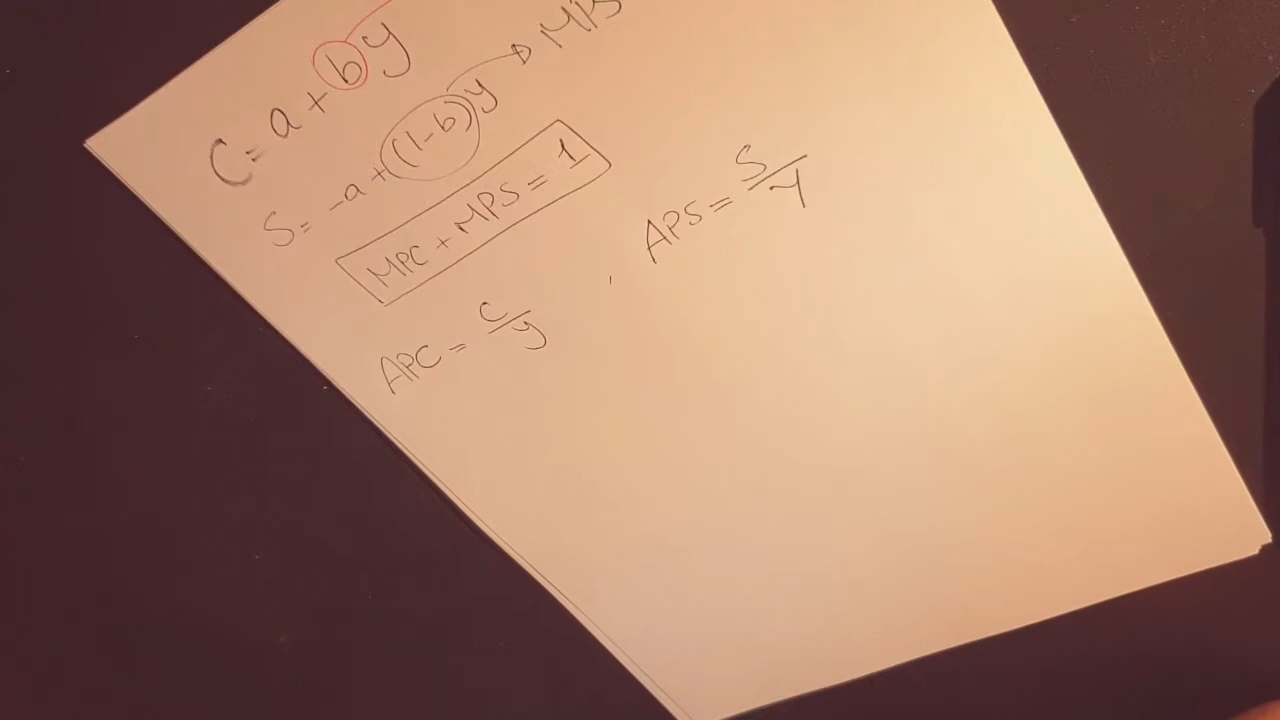 C = a + by
S = -a + (1-b)y → MPS
MPC + MPS = 1
APC = C/y , APS = S/Y